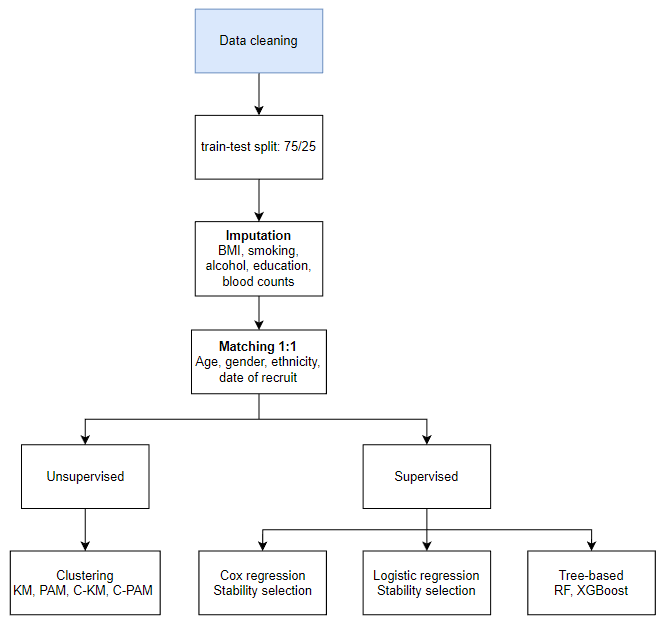 Data cleaning
train-test split: 75/25
Imputation
BMI, smoking,
alcohol, education,
blood counts
Matching 1:1
Age, gender, ethnicity,
date of recruit
Unsupervised
Supervised
Clustering
KM, PAM, C-KM, C-PAM
Cox regression
Stability selection
Logistic regression
Stability selection
Tree-based
RF, XGBoost